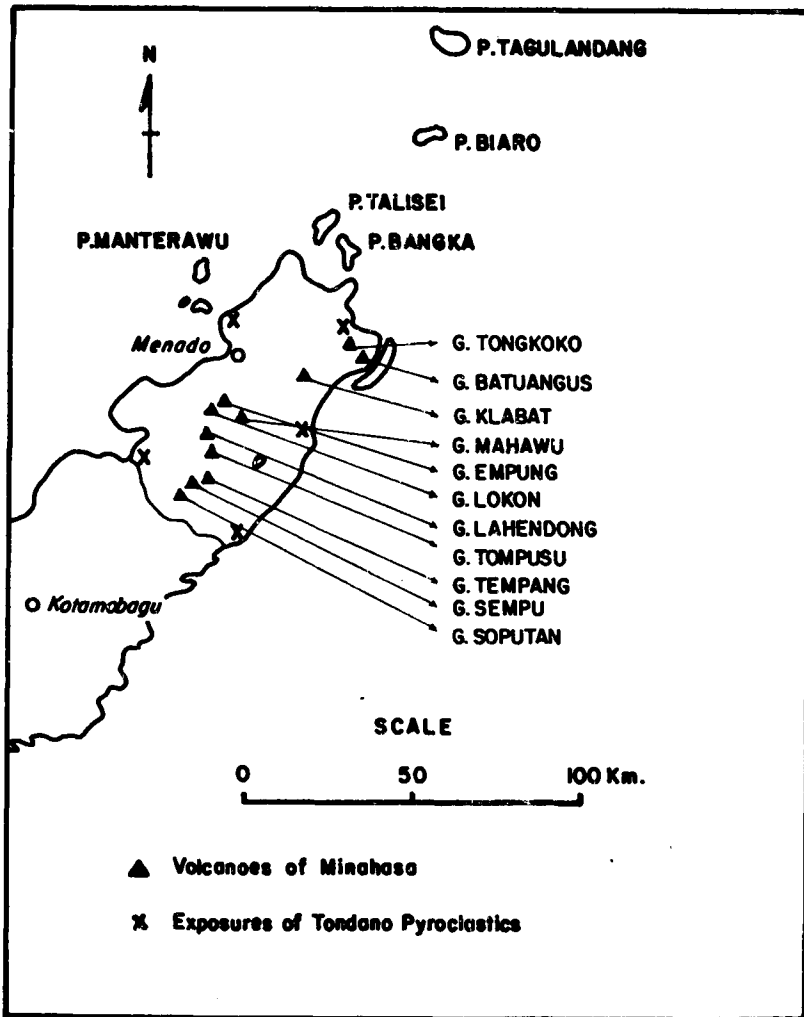 N
P. TAGULANDANG
P. BIARO
P. TALISEI
P. MANTERAWU
P. BANGKA
Menado
G. TONGKOKO
G. BATUANGUS
G. KLABAT
G. MAHAWU
G. EMPUNG
G. LOKON
G. LAHENDONG
G. TOMPUSU
G. TEMPANG
G. SEMPU
G. SOPUTAN
Kotamobagu
SCALE
0 50 100 Km.
Volcanoes of Minahasa
X Exposures of Tondano Pyroclastics